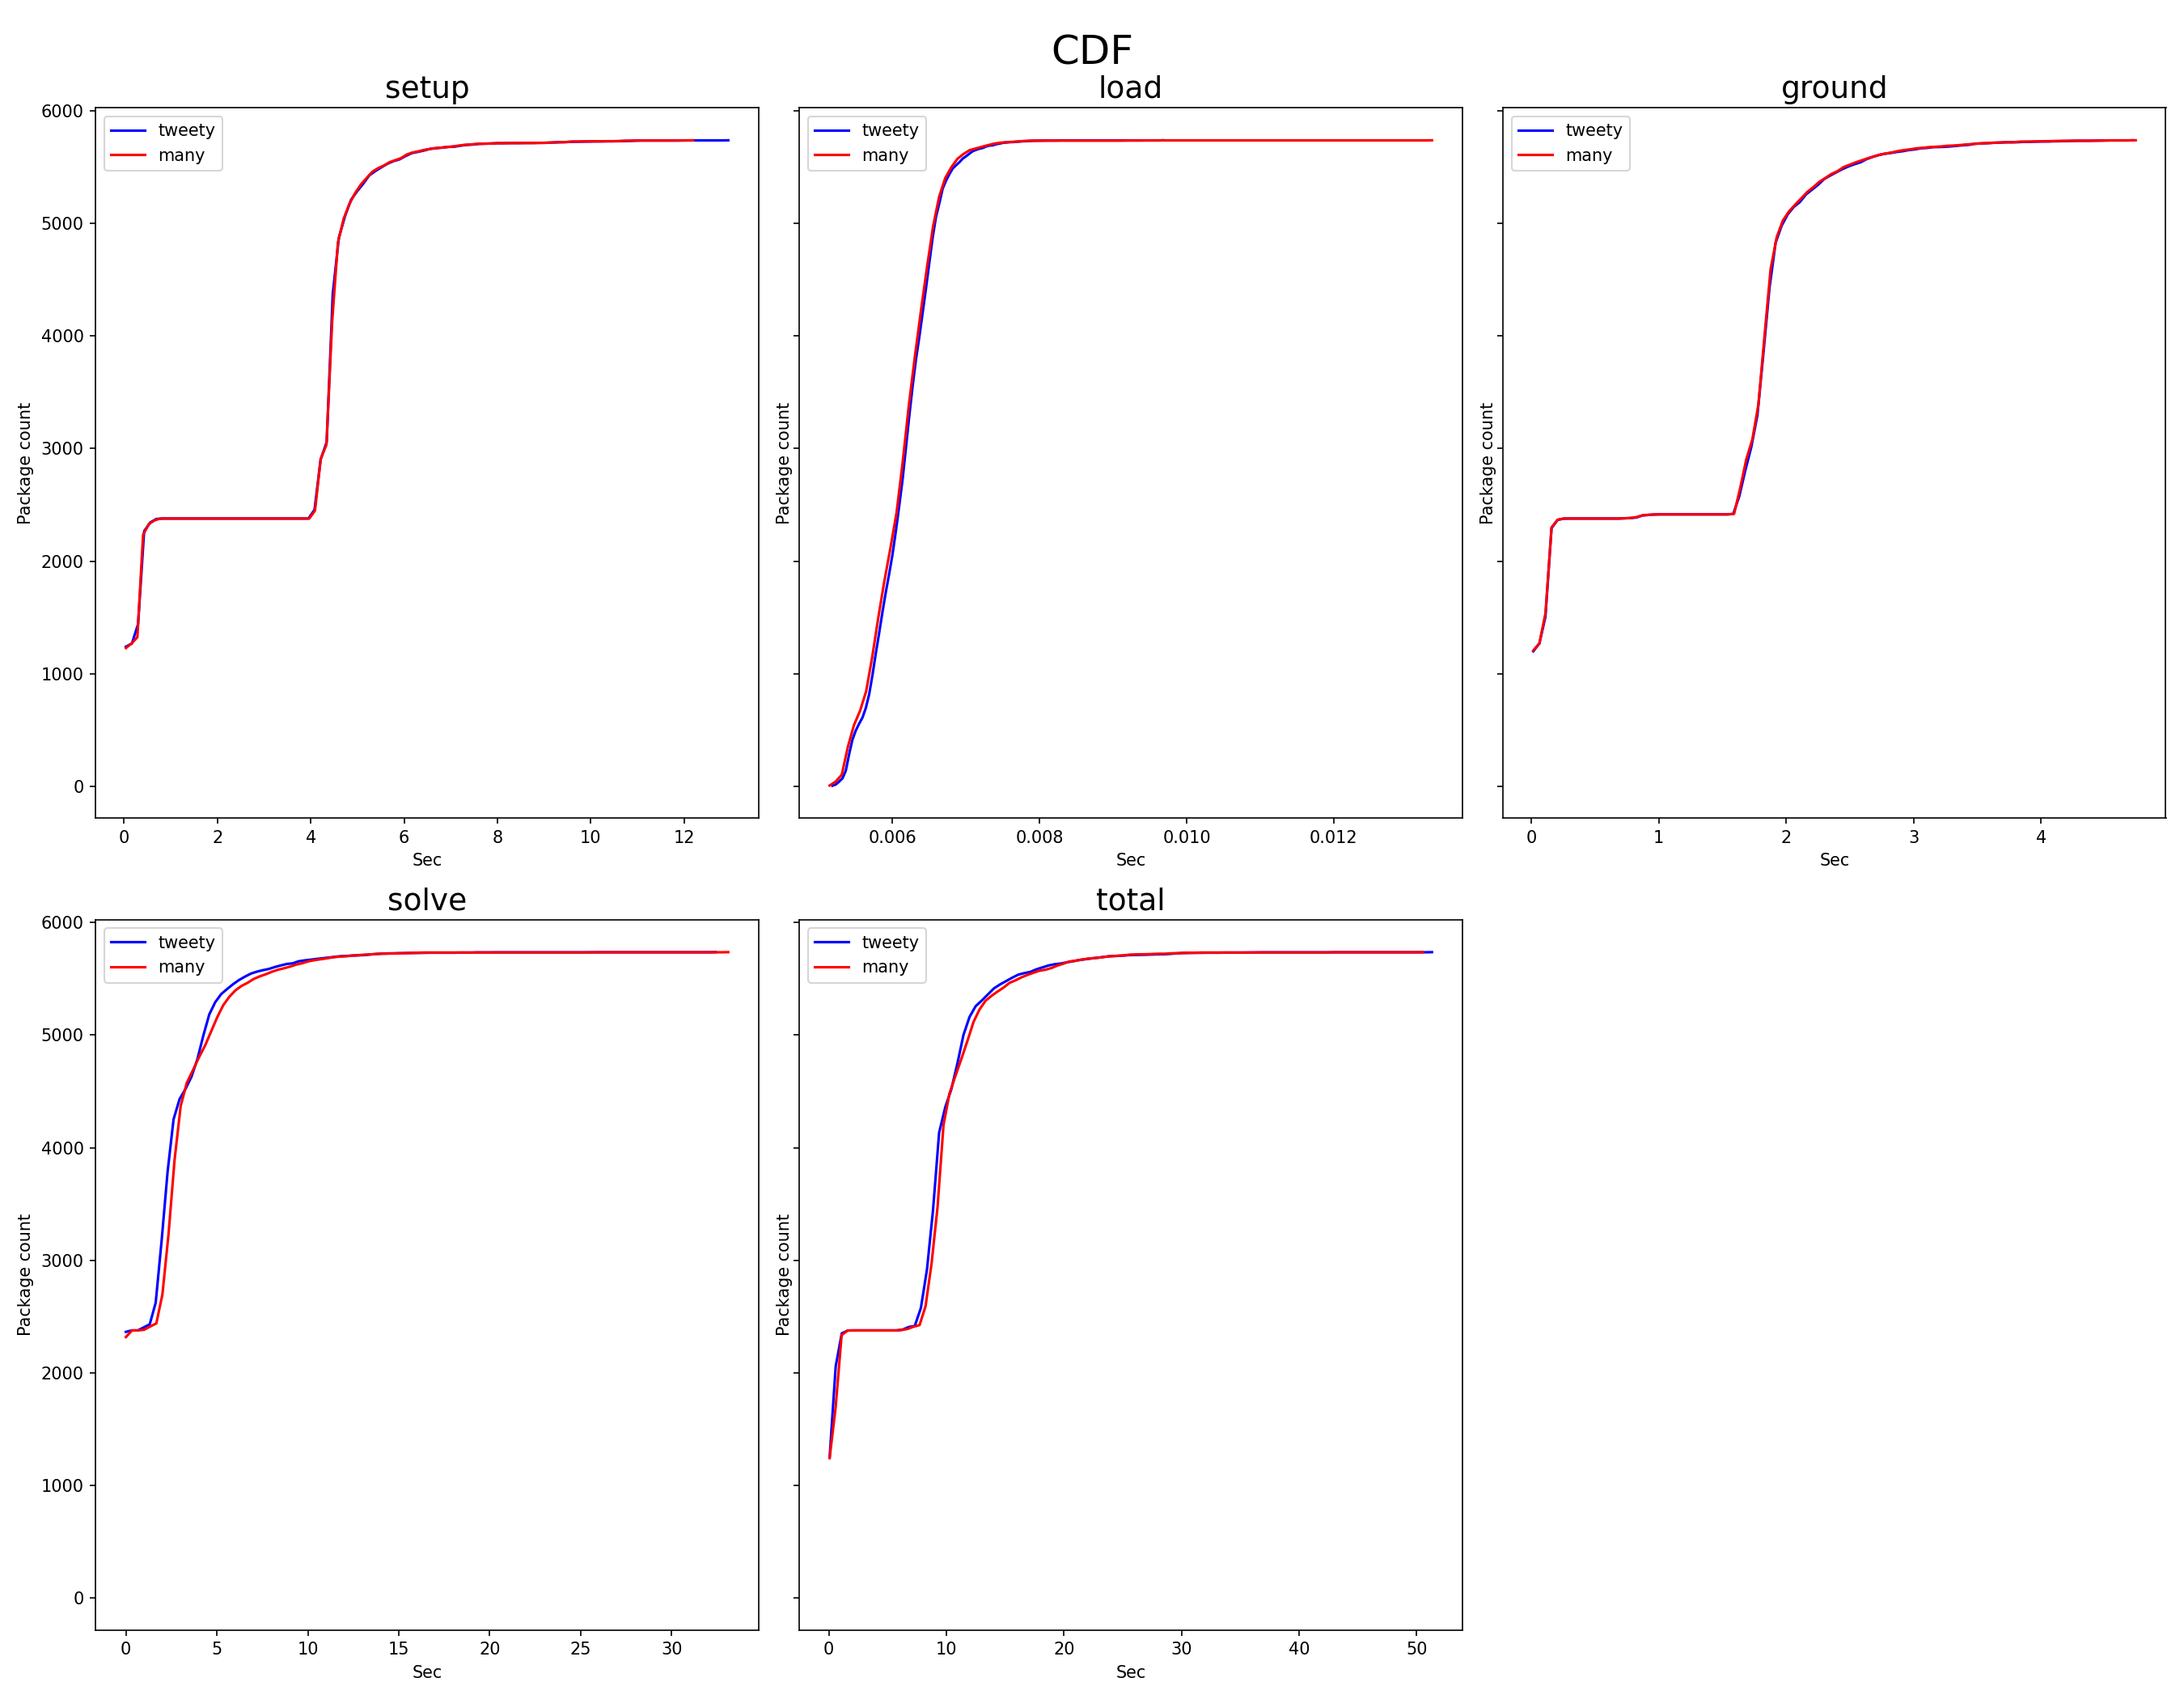 CDF
setup
tweety
many
6000
5000
4000
3000
2000
1000
0
Package count
0 2 4 6 8 10 12
Sec
load
tweety
many
Package count
0.006 0.008 0.010 0.012
Sec
ground
tweety
many
Package count
0 1 2 3 4
Sec
solve
tweety
many
6000
5000
4000
3000
2000
1000
0
Package count
0 5 10 15 20 25 30
Sec
total
tweety
many
Package count
0 10 20 30 40 50
Sec